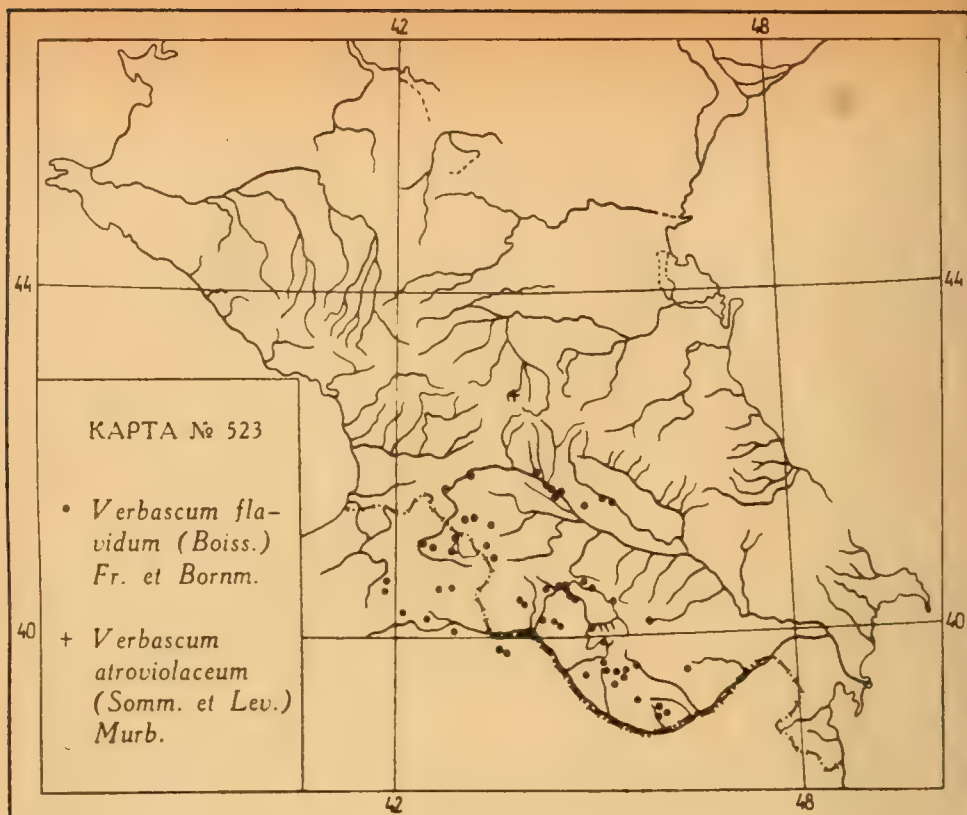 42
48
44
44
КАРТА № 523
• Verbascum fla-
vidum (Boiss.)
Fr. et Bornm.
40
40
+ Verbascum
atroviolaceum
(Somm. et Lev.)
Murb.
42
48